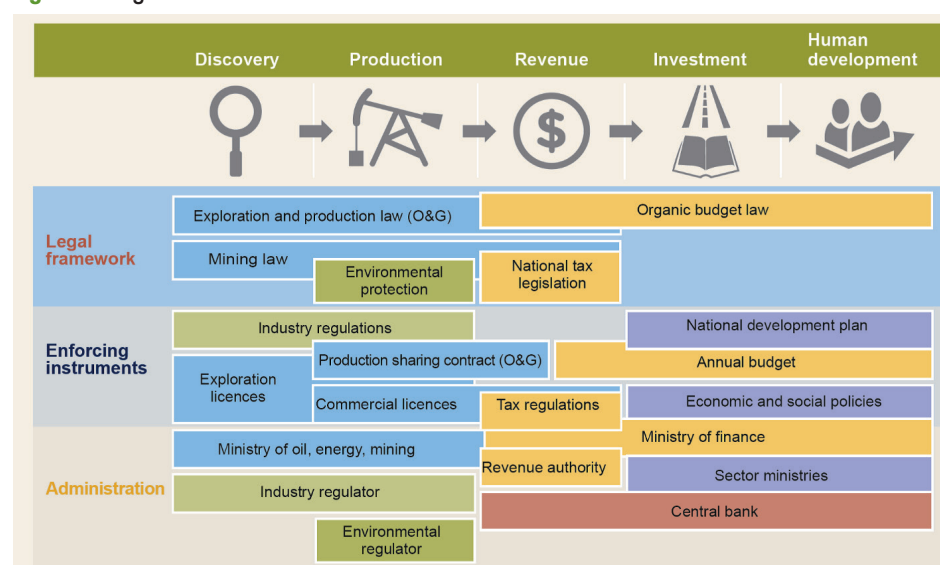 Discovery
Production
Revenue
Investment
Human
development
Legal
framework
Exploration and production law (O&G)
Organic budget law
Mining law
Environmental
protection
National tax
legislation
Enforcing
instruments
Industry regulations
National development plan
Production sharing contract (O&G)
Annual budget
Exploration
licences
Commercial licences
Tax regulations
Economic and social policies
Administration
Ministry of oil, energy, mining
Ministry of finance
Revenue authority
Sector ministries
Industry regulator
Central bank
Environmental
regulator